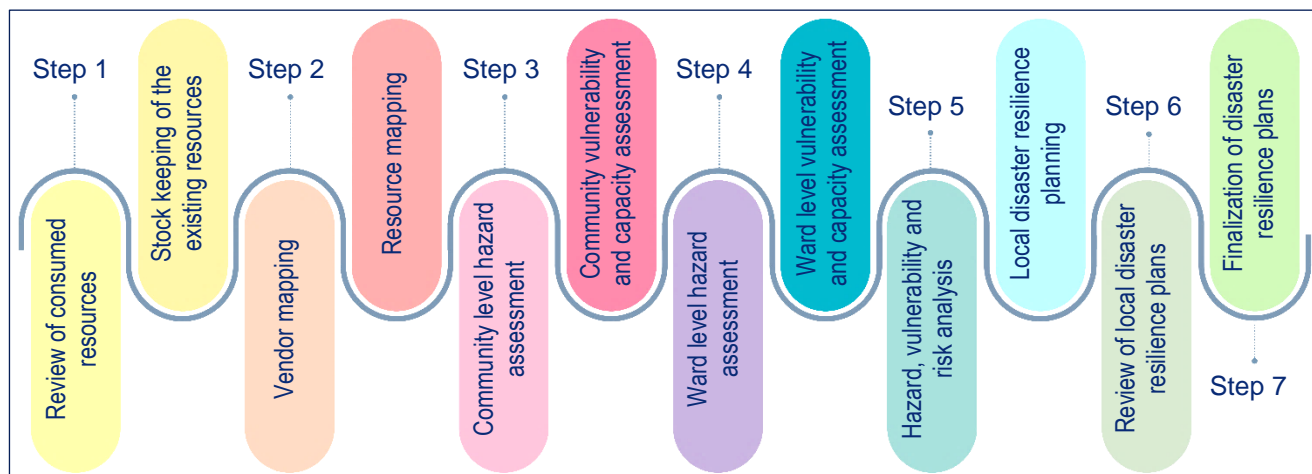 Step 1
Review of consumed
resources
Stock keeping of the
existing resources
Step 2
Vendor mapping
Resource mapping
Step 3
Community level hazard
assessment
Community vulnerability
and capacity assessment
Step 4
Ward level hazard
assessment
Ward level vulnerability
and capacity assessment
Step 5
Hazard, vulnerability and
risk analysis
Local disaster resilience
planning
Step 6
Review of local disaster
resilience plans
Finalization of disaster
resilience plans
Step 7